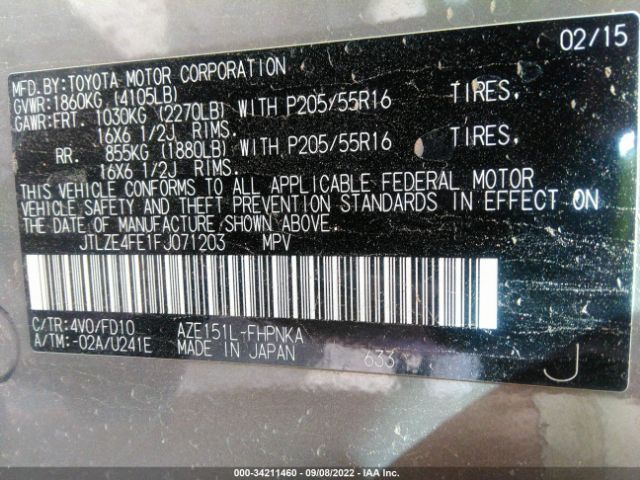 02/15
MFD.BY:TOYOTA MOTOR CORPORATION
GVWR:1860KG (4105LB)
GAWR:FRT. 1030KG (2270LB) WITH P205/55R16 TIRES,
16X6 1/2J RIMS.
RR. 855KG (1880LB) WITH P205/55R16 TIRES,
16X6 1/2J RIMS.
THIS VEHICLE CONFORMS TO ALL APPLICABLE FEDERAL MOTOR
VEHICLE SAFETY AND THEFT PREVENTION STANDARDS IN EFFECT ON
THE DATE OF MANUFACTURE SHOWN ABOVE.
JTLZE4FE1FJ071203 MPV
C/TR:4V0/FD10 AZE151L-FHPNKA
A/TM:-02A/U241E MADE IN JAPAN 633 J
000-34211460 - 09/08/2022 - IAA Inc.